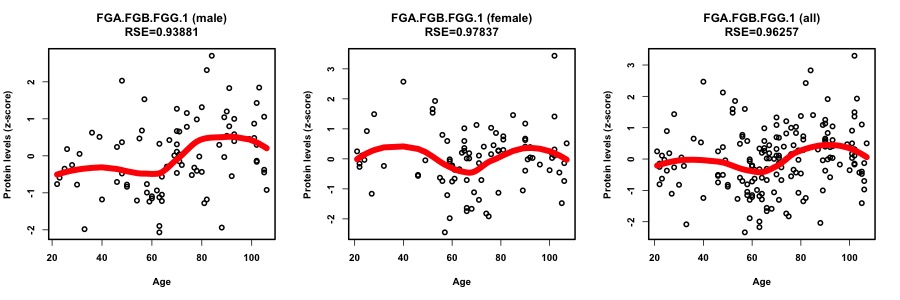 FGA.FGB.FGG.1 (male)
RSE=0.93881
Protein levels (z-score)
2
1
0
-1
-2
20 40 60 80 100
Age
FGA.FGB.FGG.1 (female)
RSE=0.97837
Protein levels (z-score)
3
2
1
0
-1
-2
20 40 60 80 100
Age
FGA.FGB.FGG.1 (all)
RSE=0.96257
Protein levels (z-score)
3
2
1
0
-1
-2
20 40 60 80 100
Age